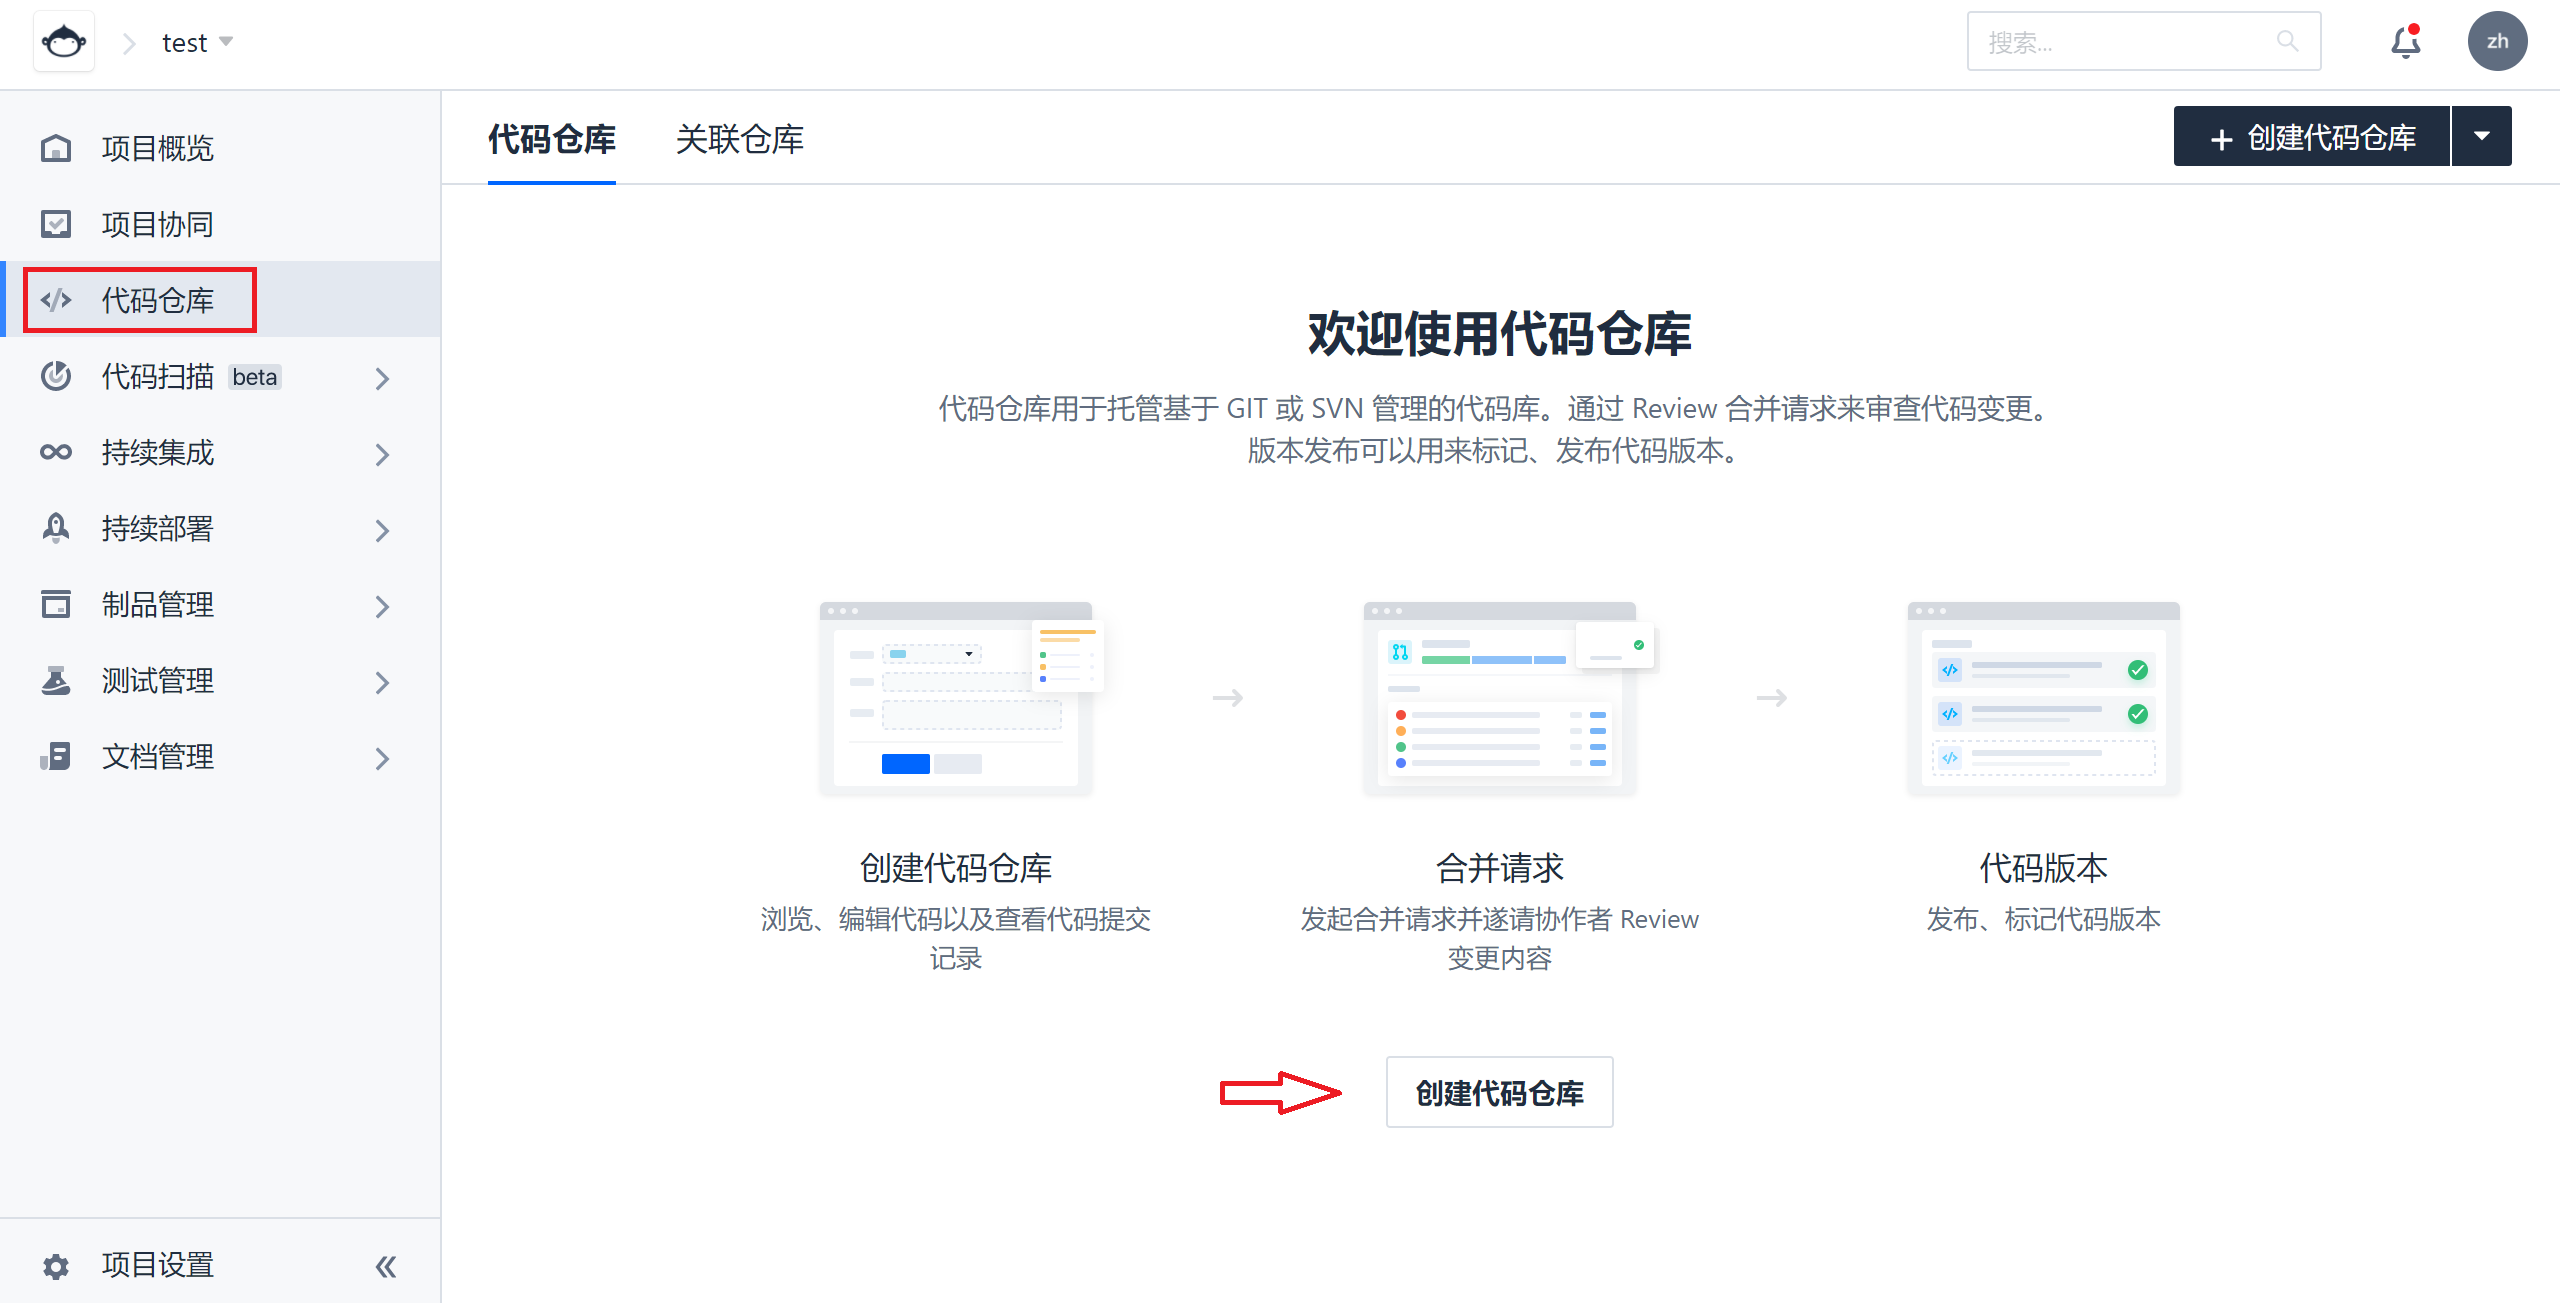 test
搜索...
zh
项目概览
项目协同
代码仓库
代码扫描 beta
持续集成
持续部署
制品管理
测试管理
文档管理
项目设置
代码仓库 关联仓库
+ 创建代码仓库
欢迎使用代码仓库
代码仓库用于托管基于 GIT 或 SVN 管理的代码库。通过 Review 合并请求来审查代码变更。
版本发布可以用来标记、发布代码版本。
创建代码仓库
浏览、编辑代码以及查看代码提交
记录
合并请求
发起合并请求并邀请协作者 Review
变更内容
代码版本
发布、标记代码版本
创建代码仓库